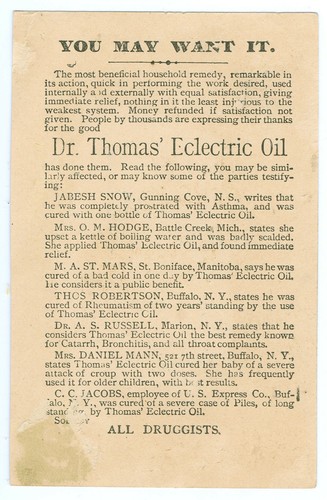 YOU MAY WANT IT.
The most beneficial household remedy, remarkable in
its action, quick in performing the work desired, used
internally and externally with equal satisfaction, giving
immediate relief, nothing in it the least injurious to the
weakest system. Money refunded if satisfaction not
given. People by thousands are expressing their thanks
for the good
Dr. Thomas' Eclectric Oil
has done them. Read the following, you may be simi-
larly affected, or may know some of the parties testify-
ing:
JABESH SNOW, Gunning Cove, N. S., writes that
he was completely prostrated with Asthma, and was
cured with one bottle of Thomas' Eclectric Oil.
MRS. O. M. HODGE, Battle Creek, Mich., states she
upset a kettle of boiling water and was badly scalded.
She applied Thomas' Eclectric Oil, and found immediate
relief.
M. A. ST. MARS, St. Boniface, Manitoba, says he was
cured of a bad cold in one day by Thomas' Eclectric Oil.
He considers it a public benefit.
THOS ROBERTSON, Buffalo, N. Y., states he was
cured of Rheumatism of two years' standing by the use
of Thomas' Eclectric Oil.
DR. A. S. RUSSELL, Marion, N. Y., states that he
considers Thomas' Eclectric Oil the best remedy known
for Catarrh, Bronchitis, and all throat complaints.
MRS. DANIEL MANN, 521 7th street, Buffalo, N. Y.,
states Thomas' Eclectric Oil cured her baby of a severe
attack of croup with two doses. She has frequently
used it for older children, with best results.
C. C. JACOBS, employee of U. S. Express Co., Buf-
falo, N. Y., was cured of a severe case of Piles, of long
standing, by Thomas' Eclectric Oil.
Sold by
ALL DRUGGISTS.